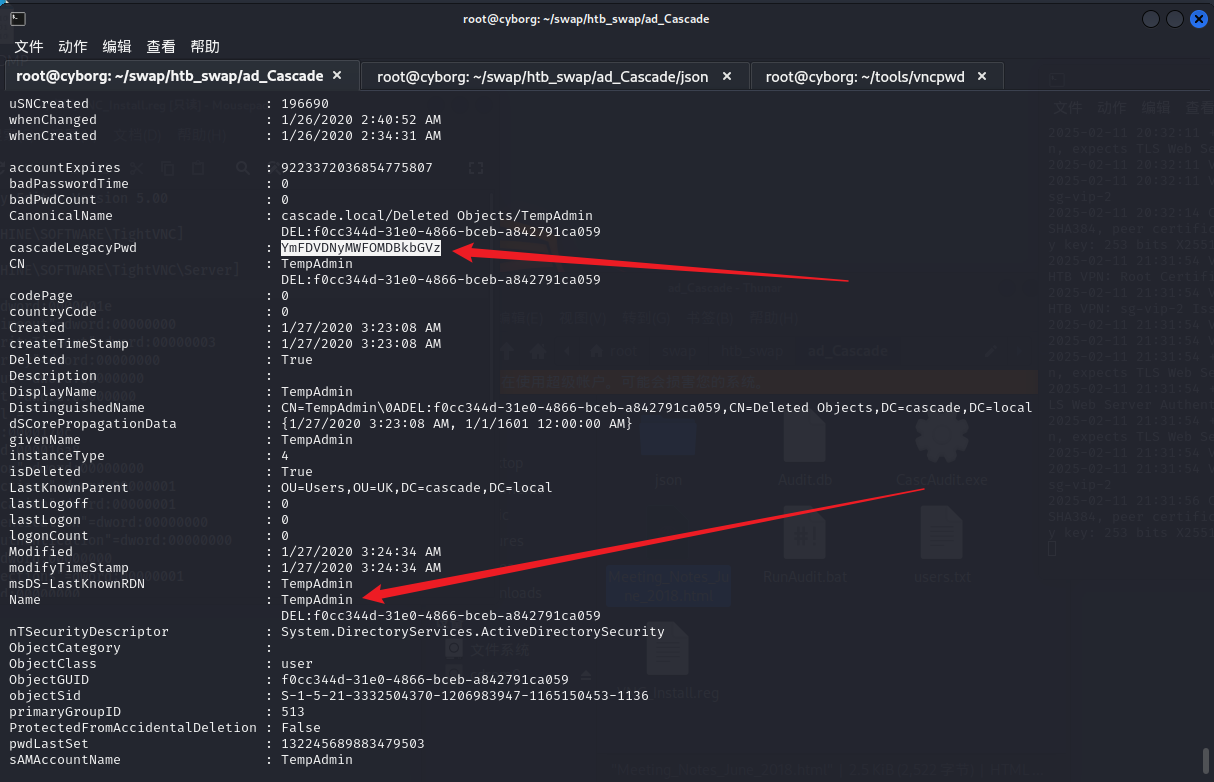 root@cyborg: ~/swap/htb_swap/ad_Cascade
文件 动作 编辑 查看 帮助
root@cyborg: ~/swap/htb_swap/ad_Cascade × root@cyborg: ~/swap/htb_swap/ad_Cascade/json × root@cyborg: ~/tools/vncpwd ×
uSNCreated : 196690
whenChanged : 1/26/2020 2:40:52 AM
whenCreated : 1/26/2020 2:34:31 AM
accountExpires : 9223372036854775807
badPasswordTime : 0
badPwdCount : 0
CanonicalName : cascade.local/Deleted Objects/TempAdmin
DEL:f0cc344d-31e0-4866-bceb-a842791ca059
cascadeLegacyPwd : YmFDVDNyMWFOMDBkbGVz
CN : TempAdmin
DEL:f0cc344d-31e0-4866-bceb-a842791ca059
codePage : 0
countryCode : 0
Created : 1/27/2020 3:23:08 AM
createTimeStamp : 1/27/2020 3:23:08 AM
Deleted : True
Description :
DisplayName : TempAdmin
DistinguishedName : CN=TempAdmin\0ADEL:f0cc344d-31e0-4866-bceb-a842791ca059,CN=Deleted Objects,DC=cascade,DC=local
dSCorePropagationData : {1/27/2020 3:23:08 AM, 1/1/1601 12:00:00 AM}
givenName : TempAdmin
instanceType : 4
isDeleted : True
LastKnownParent : OU=Users,OU=UK,DC=cascade,DC=local
lastLogoff : 0
lastLogon : 0
logonCount : 0
Modified : 1/27/2020 3:24:34 AM
modifyTimeStamp : 1/27/2020 3:24:34 AM
msDS-LastKnownRDN : TempAdmin
Name : TempAdmin
DEL:f0cc344d-31e0-4866-bceb-a842791ca059
nTSecurityDescriptor : System.DirectoryServices.ActiveDirectorySecurity
ObjectCategory :
ObjectClass : user
ObjectGUID : f0cc344d-31e0-4866-bceb-a842791ca059
objectSid : S-1-5-21-3332504370-1206983947-1165150453-1136
primaryGroupID : 513
ProtectedFromAccidentalDeletion : False
pwdLastSet : 132245689883479503
sAMAccountName : TempAdmin